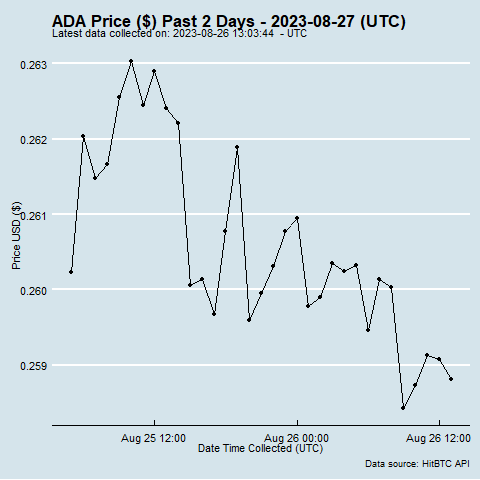 ADA Price ($) Past 2 Days - 2023-08-27 (UTC)
Latest data collected on: 2023-08-26 13:03:44 - UTC
0.263
0.262
0.261
0.260
0.259
Price USD ($)
Aug 25 12:00
Aug 26 00:00
Aug 26 12:00
Date Time Collected (UTC)
Data source: HitBTC API